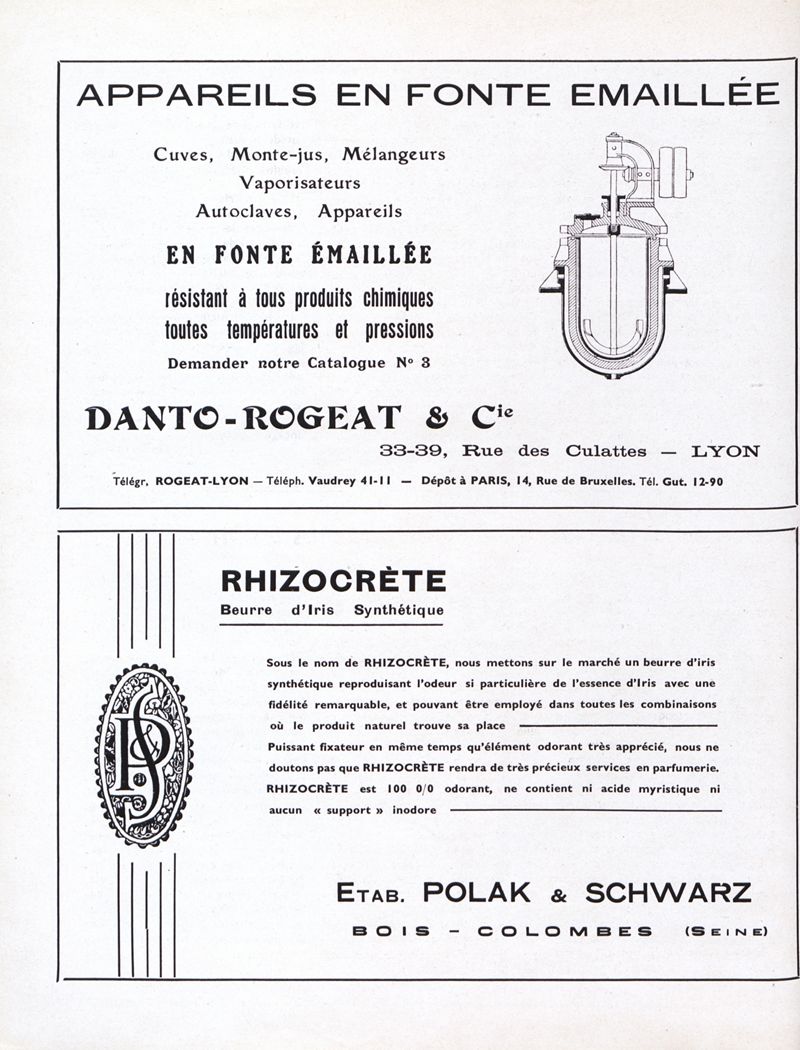 APPAREILS EN FONTE EMAILLÉE
Cuves, Monte-jus, Mélangeurs
Vaporisateurs
Autoclaves, Appareils
EN FONTE ÉMAILLÉE
résistant à tous produits chimiques
toutes températures et pressions
Demander notre Catalogue Nº 3
DANTO-ROGEAT & Cie
33-39, Rue des Culattes — LYON
Télégr. ROGEAT-LYON — Téléph. Vaudrey 41-11 — Dépôt à PARIS, 14, Rue de Bruxelles. Tél. Gut. 12-90
RHIZOCRÈTE
Beurre d'Iris Synthétique
Sous le nom de RHIZOCRÈTE, nous mettons sur le marché un beurre d'iris
synthétique reproduisant l'odeur si particulière de l'essence d'Iris avec une
fidélité remarquable, et pouvant être employé dans toutes les combinaisons
où le produit naturel trouve sa place
Puissant fixateur en même temps qu'élément odorant très apprécié, nous ne
doutons pas que RHIZOCRÈTE rendra de très précieux services en parfumerie.
RHIZOCRÈTE est 100 0/0 odorant, ne contient ni acide myristique ni
aucun « support » inodore
P&S
ETAB. POLAK & SCHWARZ
BOIS - COLOMBES (SEINE)